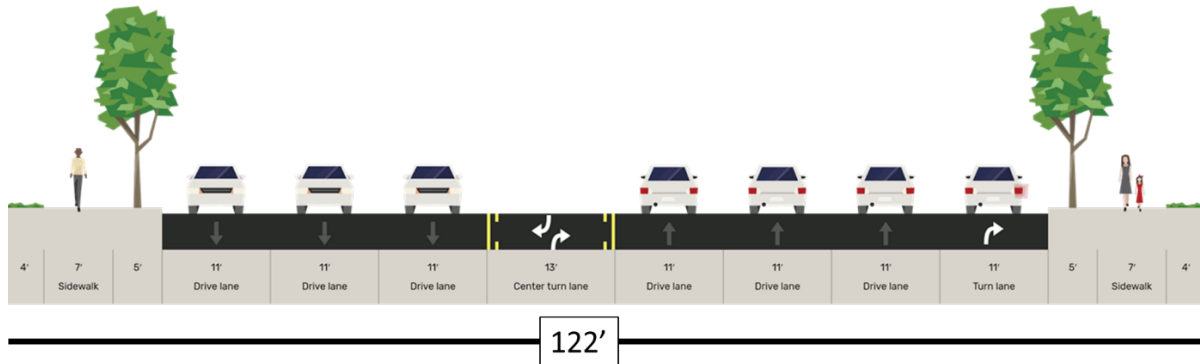 4' 7' 5' 11' 11' 11' 13' 11' 11' 11' 11' 5' 7' 4'
Sidewalk Drive lane Drive lane Drive lane Center turn lane Drive lane Drive lane Drive lane Turn lane Sidewalk
122’